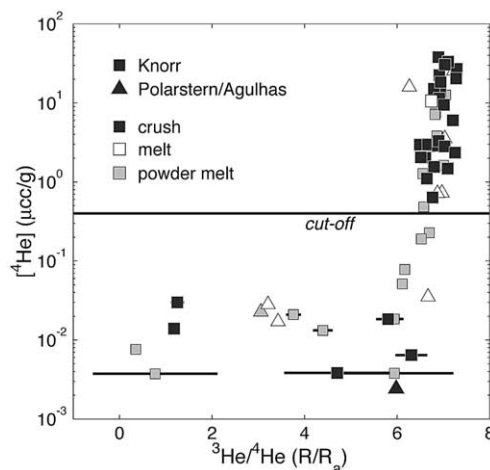 10²
10¹
10⁰
10⁻¹
10⁻²
10⁻³
[⁴He] (μcc/g)
Knorr
Polarstern/Agulhas
crush
melt
powder melt
cut-off
0 2 4 6 8
³He/⁴He (R/Rₐ)